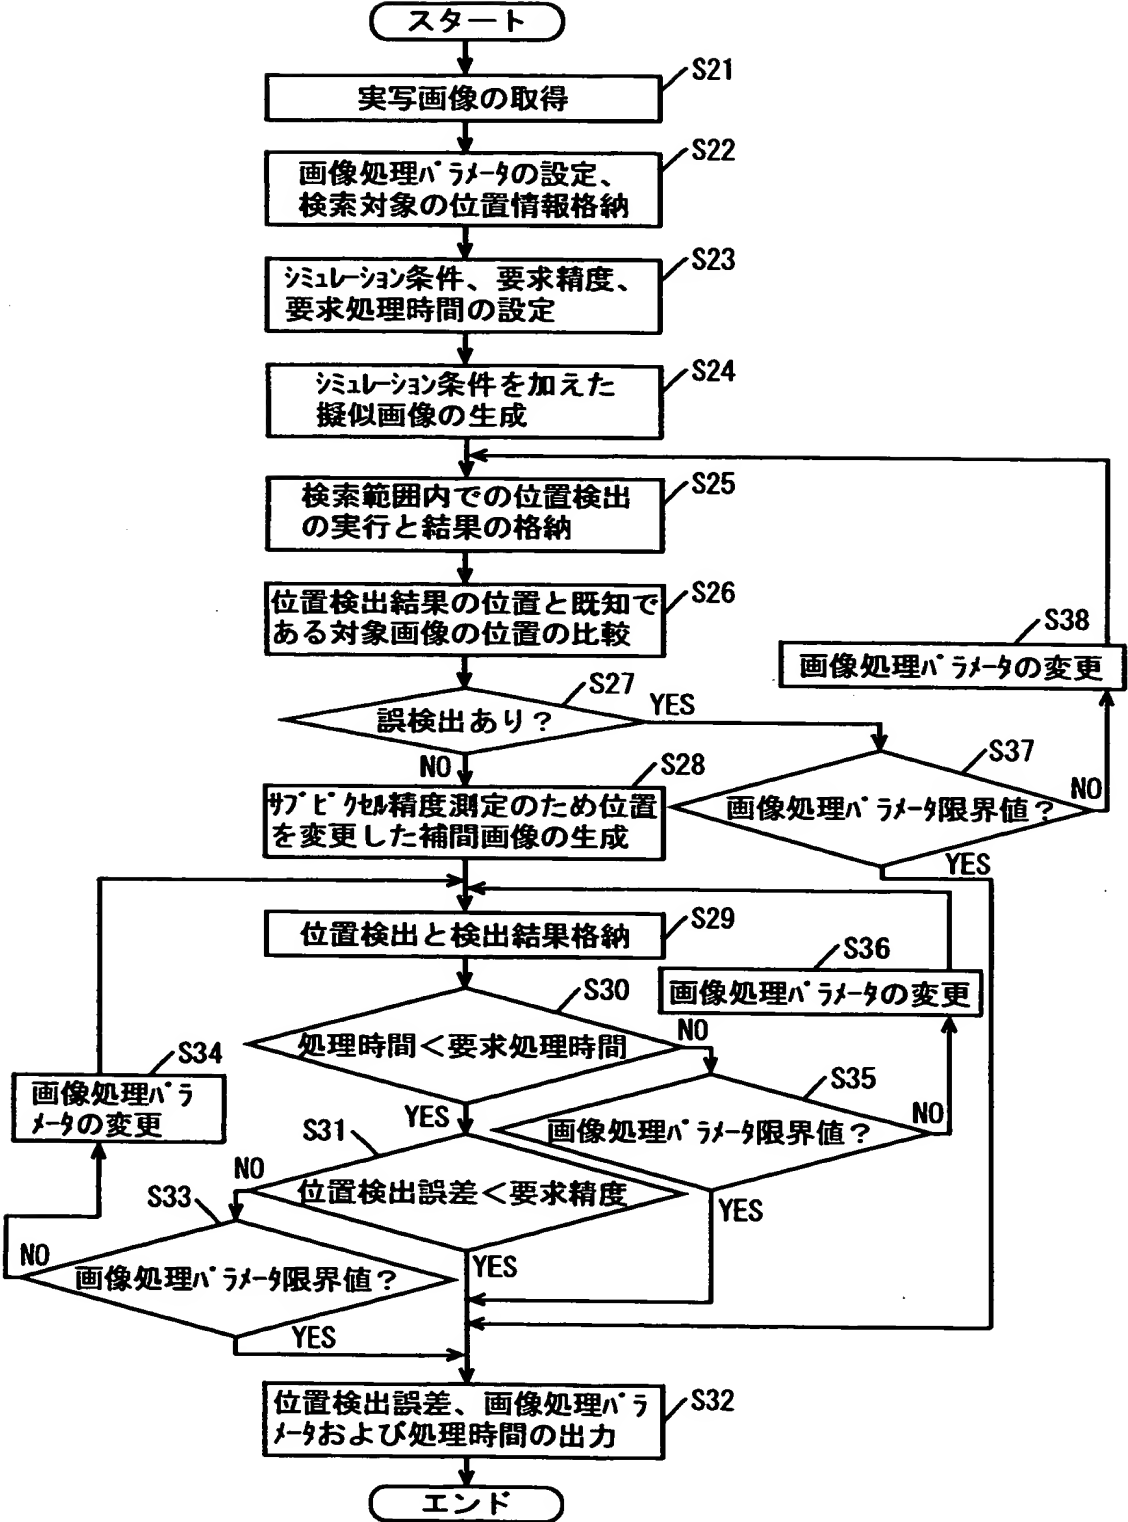 スタート
S21
実写画像の取得
S22
画像処理ﾊﾟﾗﾒｰﾀの設定、
検索対象の位置情報格納
S23
ｼﾐｭﾚｰｼｮﾝ条件、要求精度、
要求処理時間の設定
S24
ｼﾐｭﾚｰｼｮﾝ条件を加えた
擬似画像の生成
S25
検索範囲内での位置検出
の実行と結果の格納
S26
位置検出結果の位置と既知で
ある対象画像の位置の比較
S38
画像処理ﾊﾟﾗﾒｰﾀの変更
S27
誤検出あり?
YES
NO
S37
画像処理ﾊﾟﾗﾒｰﾀ限界値?
NO
YES
S28
ｻﾌﾞﾋﾟｸｾﾙ精度測定のため位置
を変更した補間画像の生成
S29
位置検出と検出結果格納
S36
画像処理ﾊﾟﾗﾒｰﾀの変更
S30
処理時間<要求処理時間
NO
YES
S34
画像処理ﾊﾟﾗ
ﾒｰﾀの変更
S35
画像処理ﾊﾟﾗﾒｰﾀ限界値?
NO
YES
S31
位置検出誤差<要求精度
NO
YES
S33
画像処理ﾊﾟﾗﾒｰﾀ限界値?
NO
YES
S32
位置検出誤差、画像処理ﾊﾟﾗ
ﾒｰﾀおよび処理時間の出力
エンド